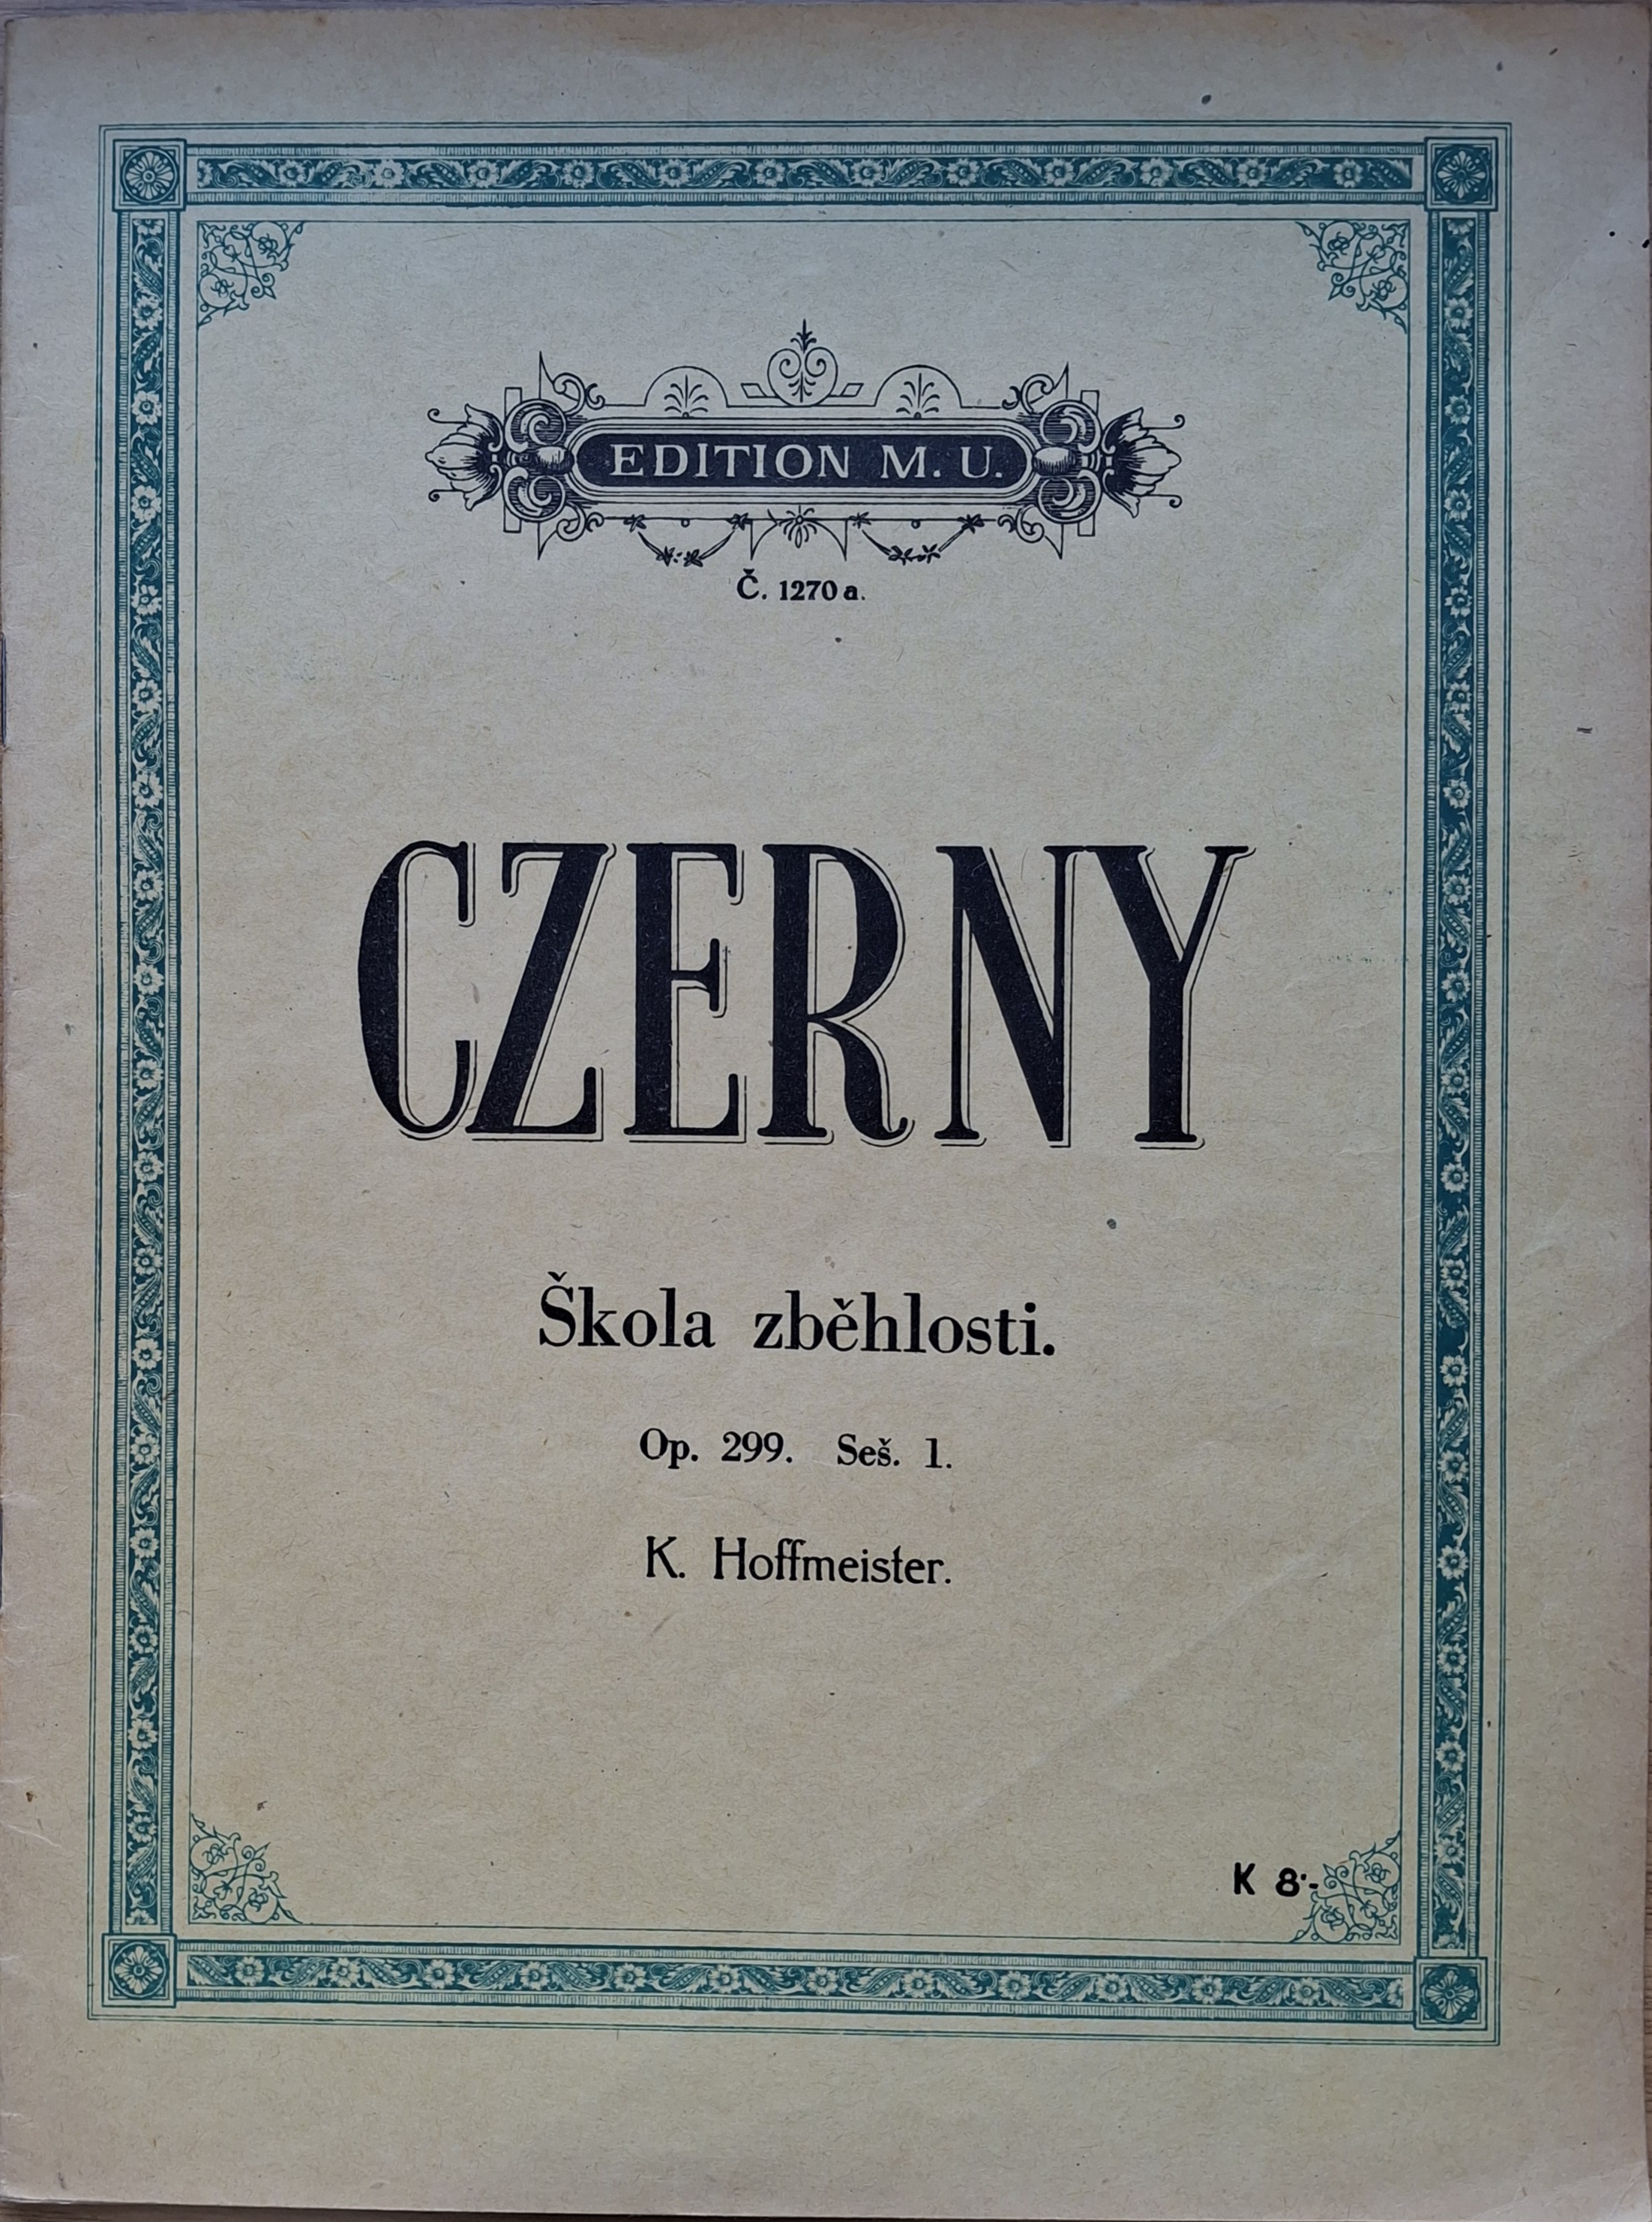 EDITION M. U.
Č. 1270 a.
CZERNY
Škola zběhlosti.
Op. 299. Seš. 1.
K. Hoffmeister.
K 8·-